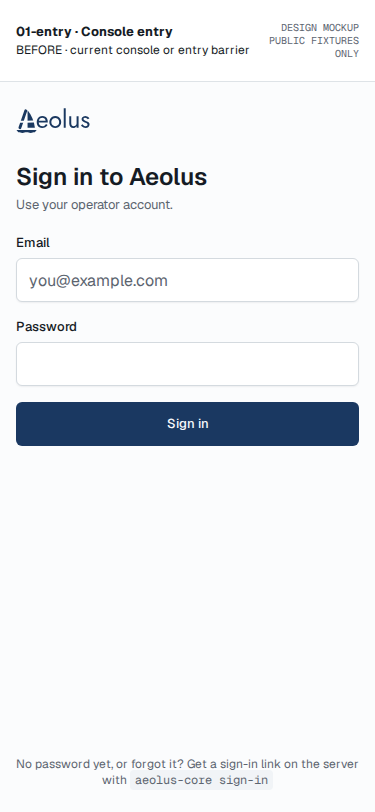 01-entry · Console entry
BEFORE · current console or entry barrier
DESIGN MOCKUP
PUBLIC FIXTURES
ONLY
Aeolus
Sign in to Aeolus
Use your operator account.
Email
you@example.com
Password
Sign in
No password yet, or forgot it? Get a sign-in link on the server
with aeolus-core sign-in